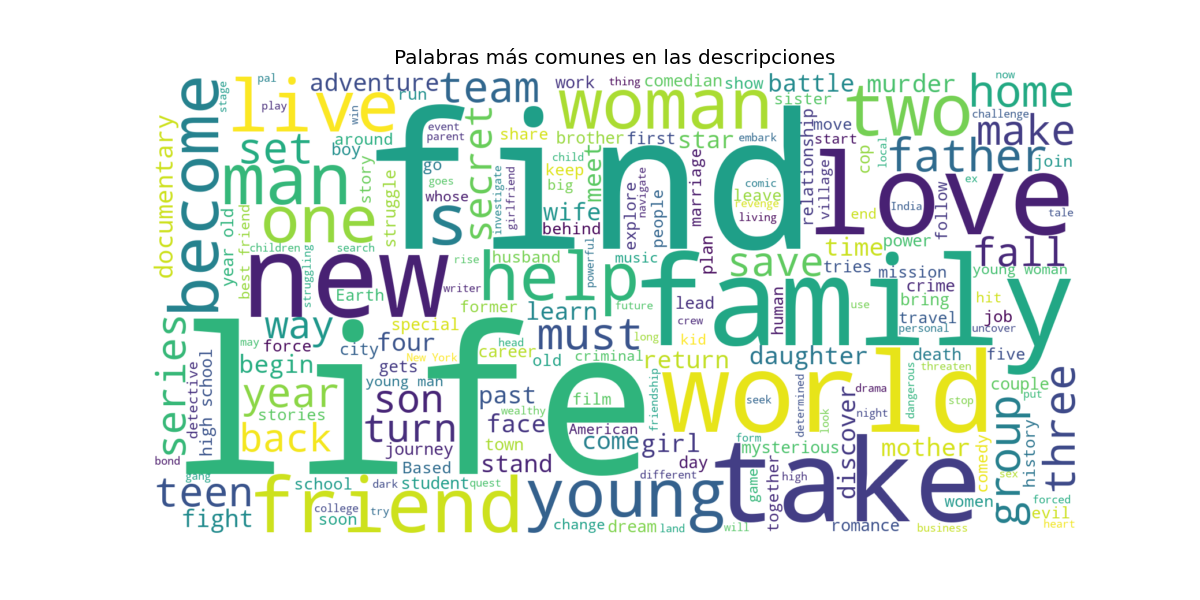 Palabras más comunes en las descripciones
pal
stage
live
adventure
team
work
thing
comedian
show
battle
murder
now
home
become
play
run
win
woman
sister
two
challenge
make
documentary
set
around
boy
event
parent
find
secret
share
brother
first
star
embark
move
start
relationship
village
cop
local
father
join
man
story
go
goes
whose
s
struggle
investigate
girlfriend
meet
child
keep
big
wife
behind
explore
navigate
people
marriage
comic
leave
revenge
living
love
end
India
follow
ex
tale
one
year old
best friend
children
search
struggling
new
rise
writer
husband
help
powerful
music
family
plan
save
time
tries
power
mission
crime
fall
young woman
Earth
former
learn
future
lead
crew
human
bring
travel
hit
job
use
personal
uncover
series
way
force
special
four
city
must
long
kid
may
detective
high school
begin
gets
New York
career
head
old
criminal
return
daughter
death
five
threaten
life
year
young man
stories
son
past
wealthy
film
friendship
world
seek
determined
look
drama
night
dangerous
stop
couple
put
three
back
turn
journey
face
town
American
come
girl
discover
group
history
bond
gang
Based
stand
day
different
form
mysterious
mother
comedy
sex
teen
school
dark
student
quest
friend
young
take
game
together
high
women
forced
evil
fight
college
soon
try
change
dream
land
will
romance
business
heart